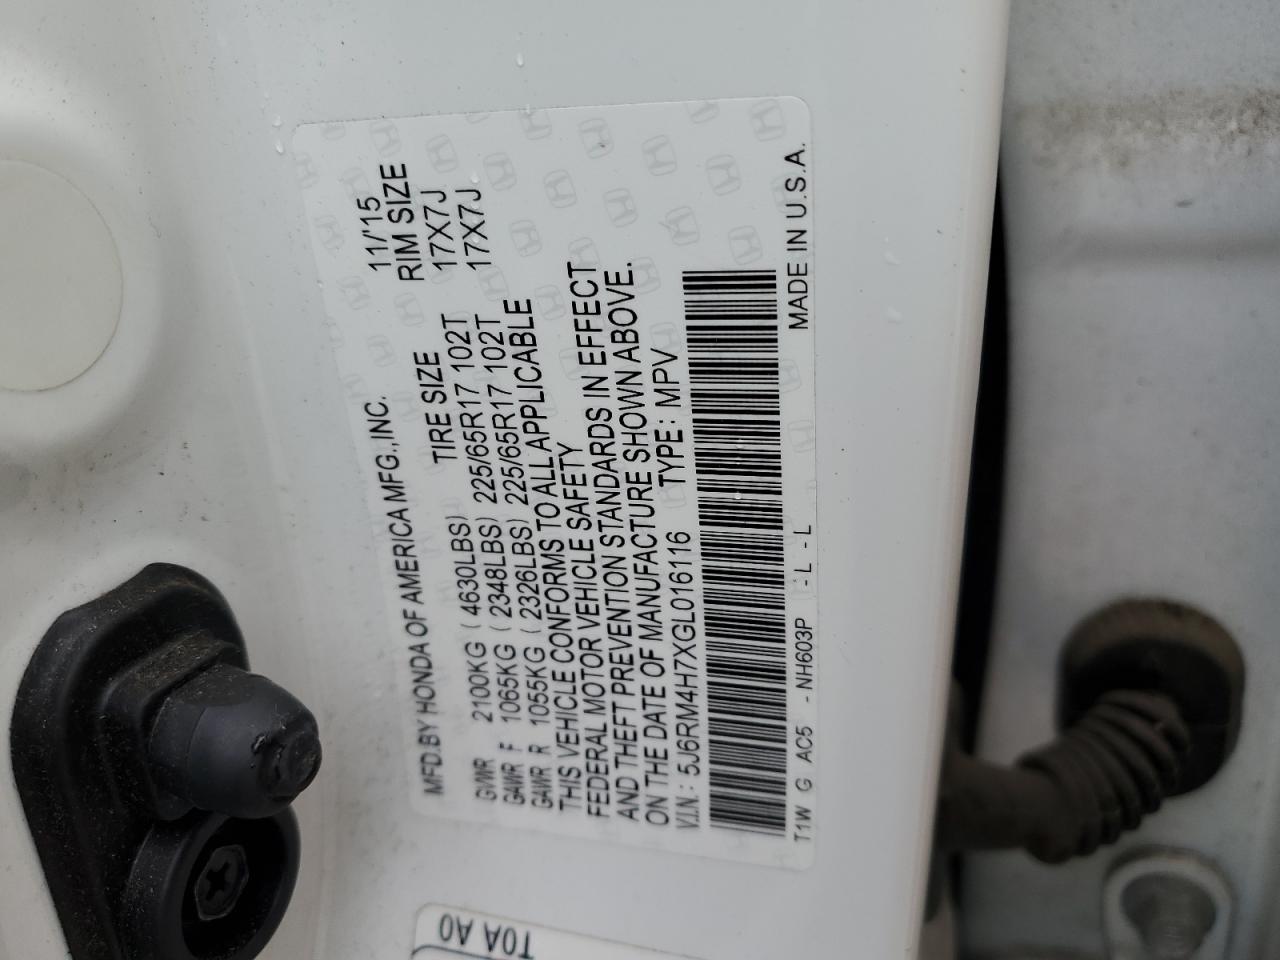 MFD.BY HONDA OF AMERICA MFG.,INC. 11/'15
TIRE SIZE RIM SIZE
GVWR 2100KG ( 4630LBS) 225/65R17 102T 17X7J
GAWR F 1065KG ( 2348LBS) 225/65R17 102T 17X7J
GAWR R 1055KG ( 2326LBS)
THIS VEHICLE CONFORMS TO ALL APPLICABLE
FEDERAL MOTOR VEHICLE SAFETY
AND THEFT PREVENTION STANDARDS IN EFFECT
ON THE DATE OF MANUFACTURE SHOWN ABOVE.
V.I.N.: 5J6RM4H7XGL016116 TYPE: MPV
T1W G AC5 - NH603P I - L - L MADE IN U.S.A.
T0A A0